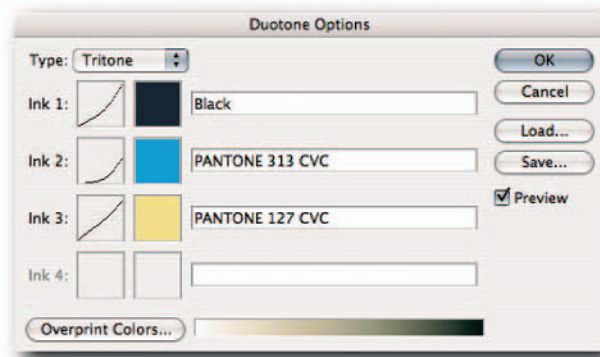 Duotone Options
Type: Tritone
OK
Ink 1: Black
Cancel
Load...
Ink 2: PANTONE 313 CVC
Save...
Preview
Ink 3: PANTONE 127 CVC
Ink 4:
Overprint Colors...